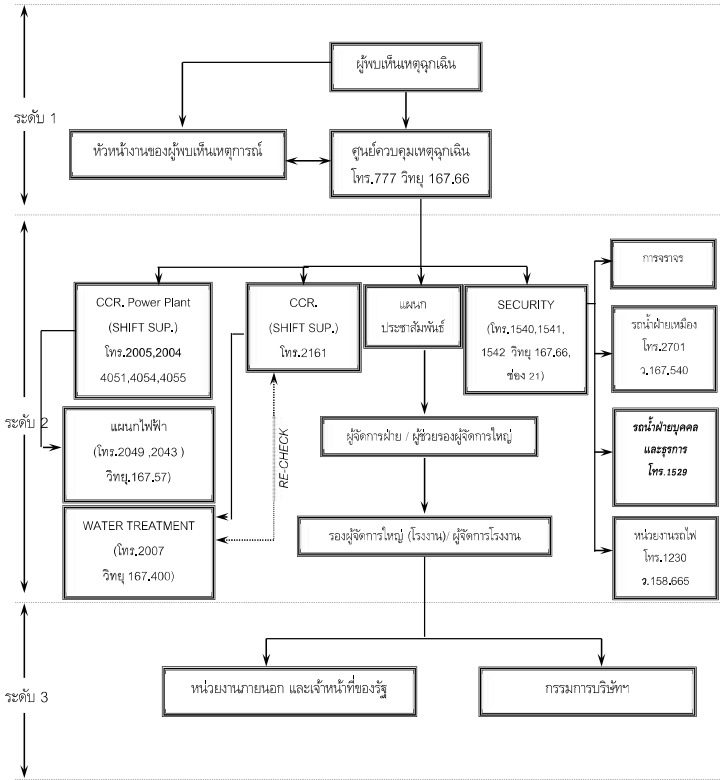 ผู้พบเห็นเหตุฉุกเฉิน
ระดับ 1
หัวหน้างานของผู้พบเห็นเหตุการณ์
ศูนย์ควบคุมเหตุฉุกเฉิน
โทร.777 วิทยุ 167.66
การจราจร
CCR. Power Plant
(SHIFT SUP.)
โทร.2005,2004
4051,4054,4055
CCR.
(SHIFT SUP.)
โทร.2161
แผนก
ประชาสัมพันธ์
SECURITY
(โทร.1540,1541,
1542 วิทยุ 167.66,
ช่อง 21)
รถน้ำฝ่ายเหมือง
โทร.2701
ว.167.540
ระดับ 2
แผนกไฟฟ้า
(โทร.2049 ,2043 )
วิทยุ.167.57)
RE-CHECK
ผู้จัดการฝ่าย / ผู้ช่วยรองผู้จัดการใหญ่
รถน้ำฝ่ายบุคคล
และธุรการ
โทร.1529
WATER TREATMENT
(โทร.2007
วิทยุ 167.400)
รองผู้จัดการใหญ่ (โรงงาน)/ ผู้จัดการโรงงาน
หน่วยงานรถไฟ
โทร.1230
ว.158.665
ระดับ 3
หน่วยงานภายนอก และเจ้าหน้าที่ของรัฐ
กรรมการบริษัทฯ